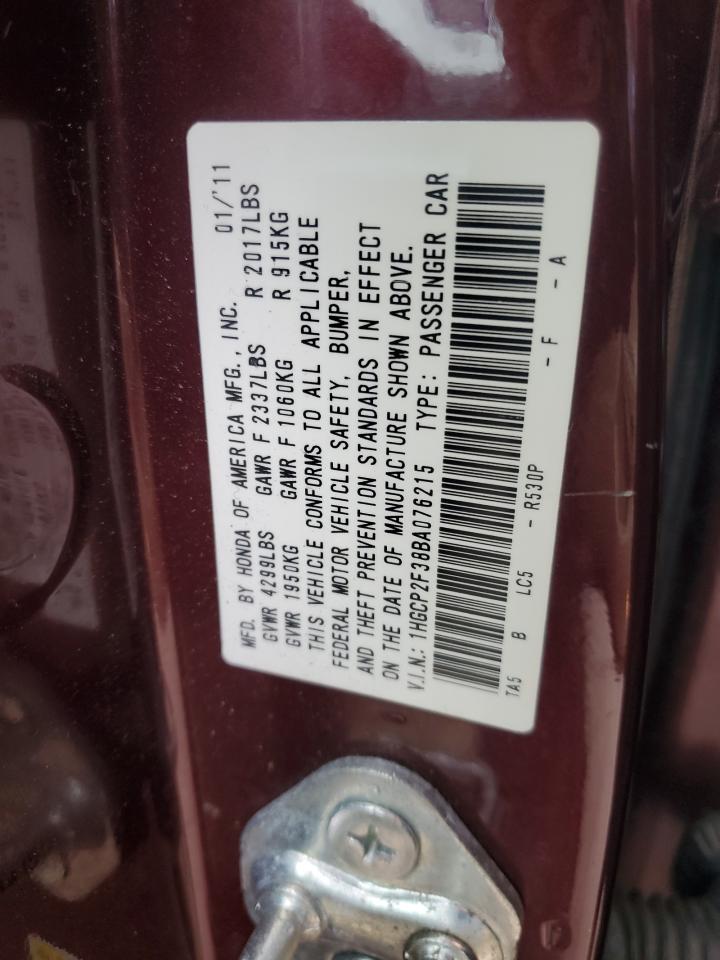 MFD. BY HONDA OF AMERICA MFG., INC. 01/'11
GVWR 4299LBS GAWR F 2337LBS R 2017LBS
GVWR 1950KG GAWR F 1060KG R 915KG
THIS VEHICLE CONFORMS TO ALL APPLICABLE
FEDERAL MOTOR VEHICLE SAFETY, BUMPER,
AND THEFT PREVENTION STANDARDS IN EFFECT
ON THE DATE OF MANUFACTURE SHOWN ABOVE.
V.I.N.: 1HGCP2F38BA076215 TYPE: PASSENGER CAR
TA5 B LC5 - R530P - F - A